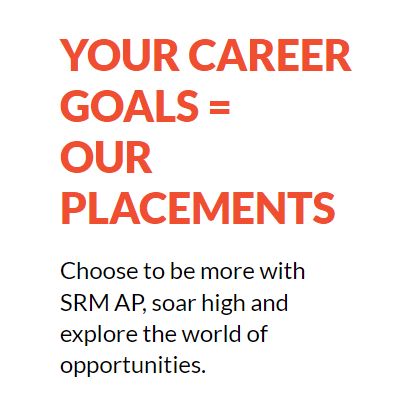 YOUR CAREER
GOALS =
OUR
PLACEMENTS
Choose to be more with
SRM AP, soar high and
explore the world of
opportunities.